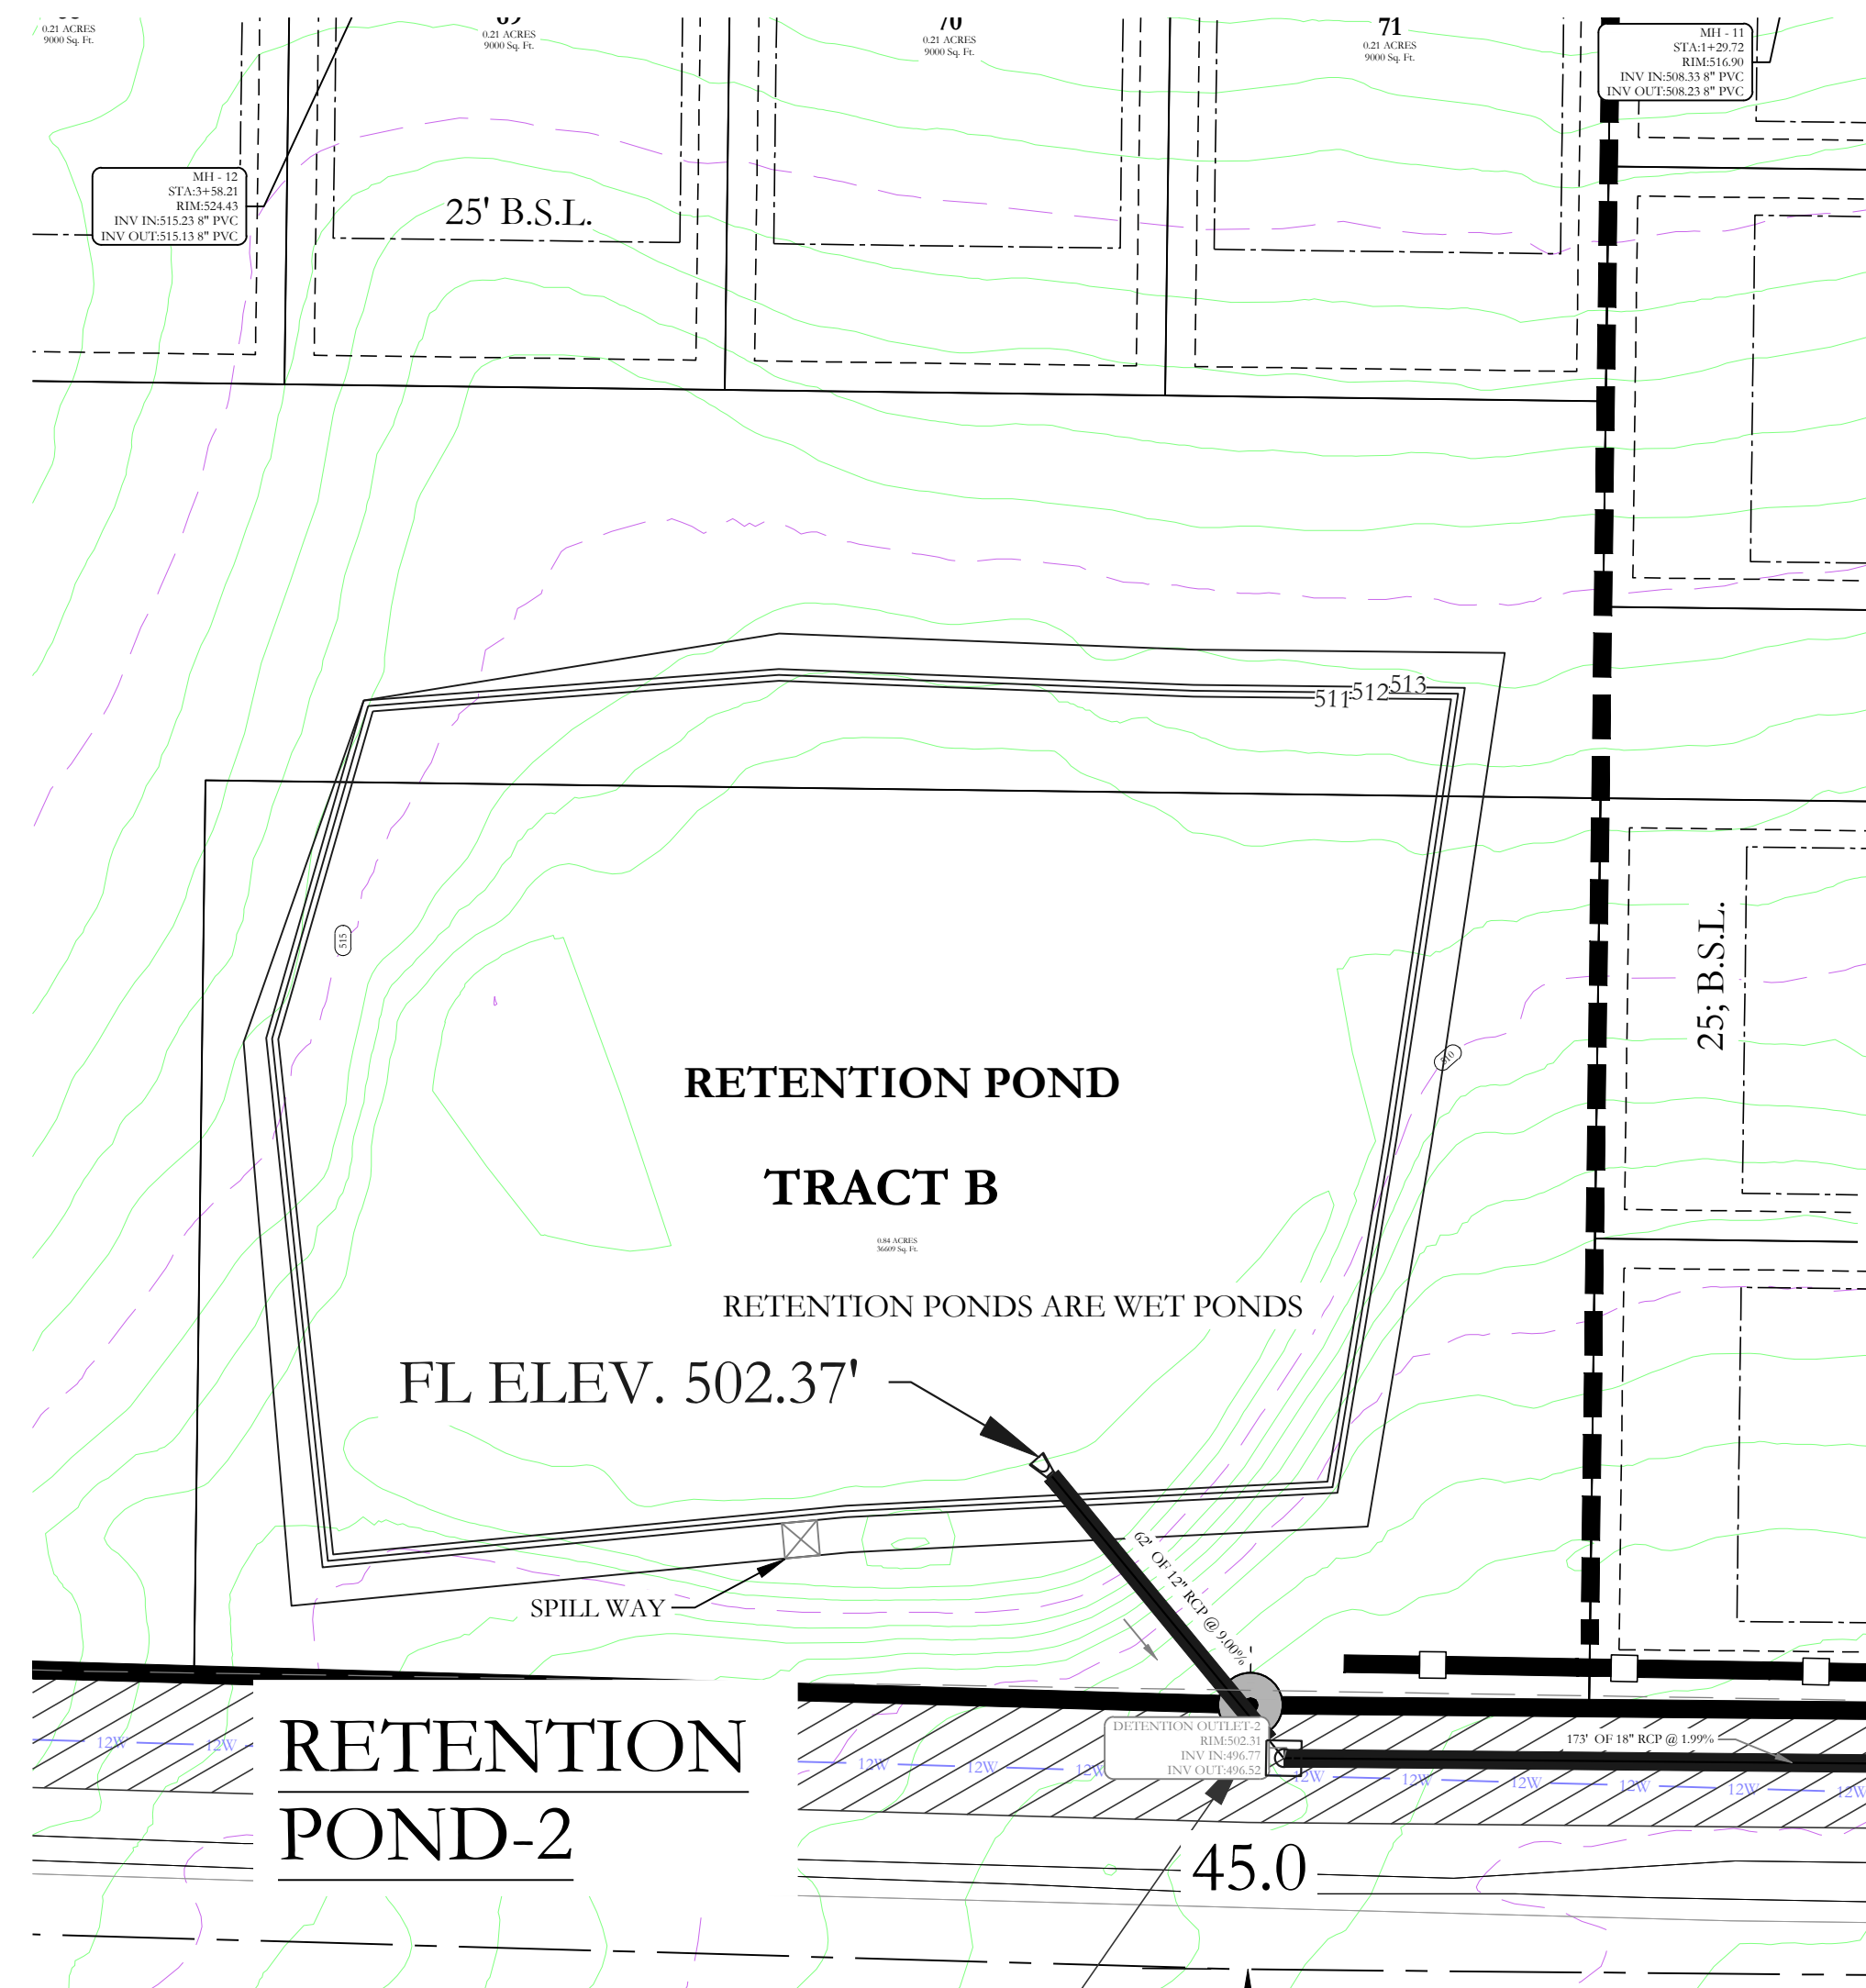 0.21 ACRES
9000 Sq. Ft.
69
0.21 ACRES
9000 Sq. Ft.
70
0.21 ACRES
9000 Sq. Ft.
71
0.21 ACRES
9000 Sq. Ft.
MH - 11
STA:1+29.72
RIM:516.90
INV IN:508.33 8" PVC
INV OUT:508.23 8" PVC
MH - 12
STA:3+58.21
RIM:524.43
INV IN:515.23 8" PVC
INV OUT:515.13 8" PVC
25' B.S.L.
511 512 513
515
25; B.S.L.
510
RETENTION POND
TRACT B
0.84 ACRES
36609 Sq. Ft.
RETENTION PONDS ARE WET PONDS
FL ELEV. 502.37'
62' OF 12" RCP @ 9.00%
SPILL WAY
RETENTION
POND-2
DETENTION OUTLET-2
RIM:502.31
INV IN:496.77
INV OUT:496.52
173' OF 18" RCP @ 1.99%
12W 12W 12W 12W 12W 12W 12W 12W 12W 12W 12W
45.0